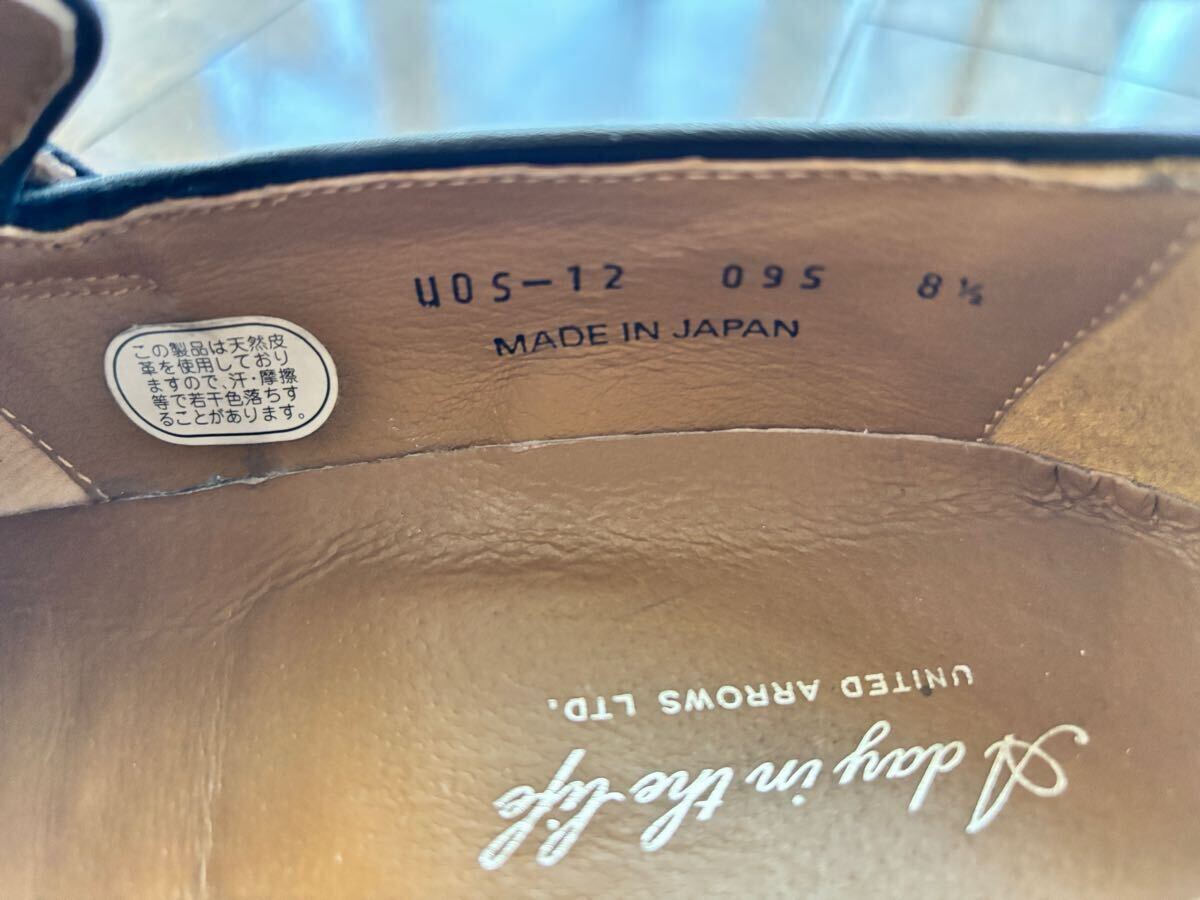 UOS-12 09S 8½
MADE IN JAPAN
この製品は天然皮
革を使用しており
ますので、汗・摩擦
等で若干色落ちす
ることがあります。
A day in the life
UNITED ARROWS LTD.